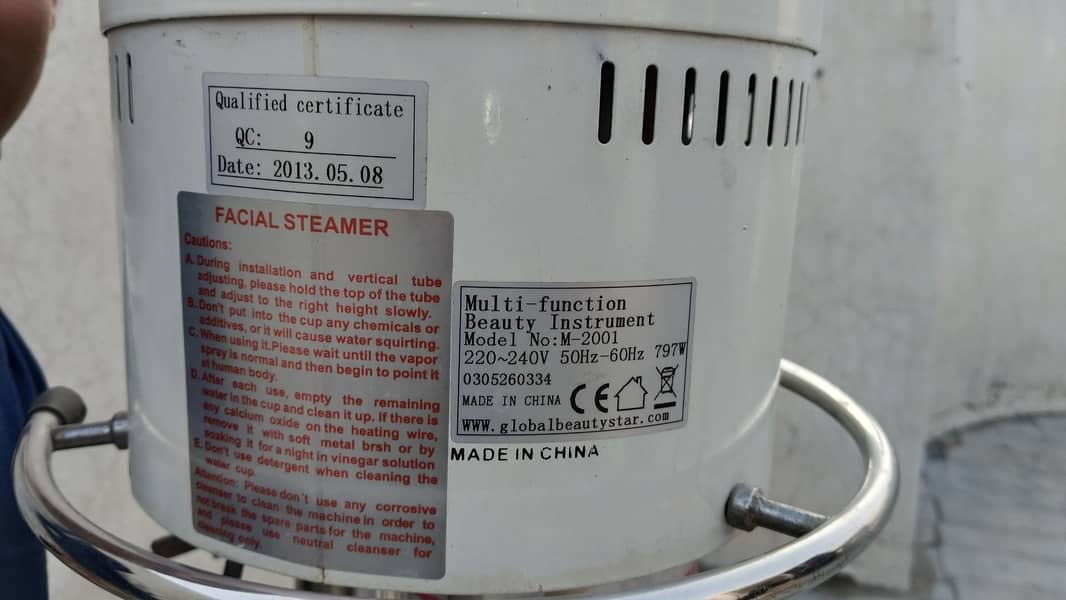 Qualified certificate
QC: 9
Date: 2013.05.08
FACIAL STEAMER
Cautions:
A. During installation and vertical tube
adjusting, please hold the top of the tube
and adjust to the right height slowly.
B. Don't put into the cup any chemicals or
additives, or it will cause water squirting.
C. When using it.Please wait until the vapor
spray is normal and then begin to point it
at human body.
D. After each use, empty the remaining
water in the cup and clean it up. If there is
any calcium oxide on the heating wire,
remove it with soft metal brsh or by
soaking it for a night in vinegar solution
E. Don't use detergent when cleaning the
water cup.
Attention: Please don't use any corrosive
cleanser to clean the machine in order to
not break the spare parts for the machine,
and please use neutral cleanser for
cleaning only.
Multi-function
Beauty Instrument
Model No:M-2001
220~240V 50Hz-60Hz 797W
0305260334
MADE IN CHINA CE
WWW.globalbeautystar.com
MADE IN CHINA